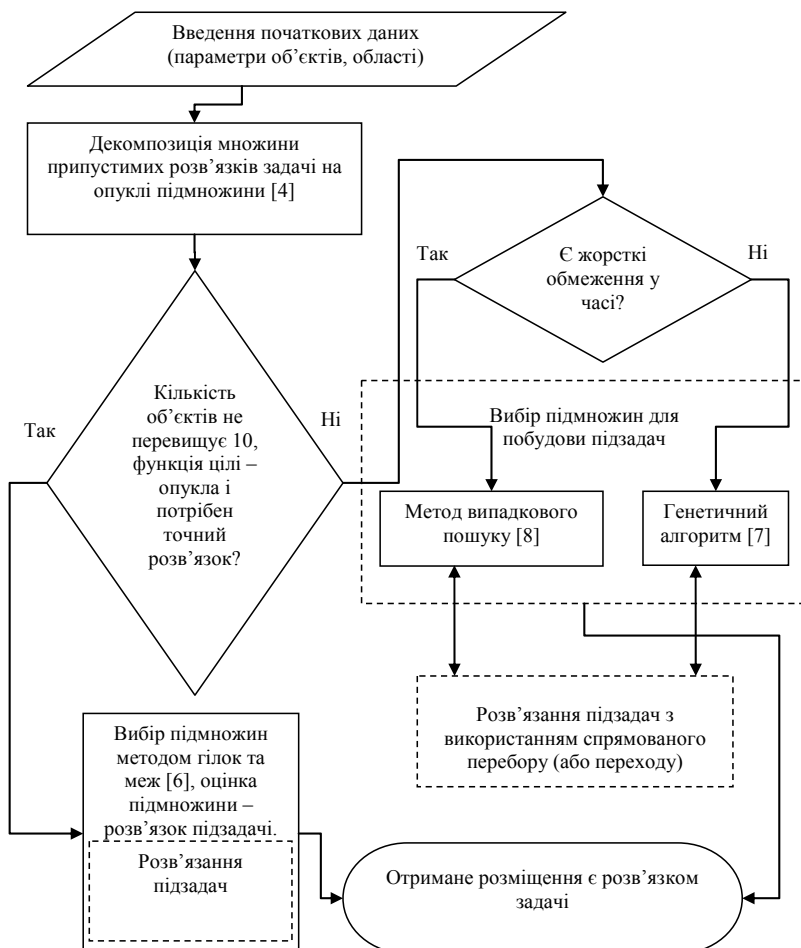 Введення початкових даних
(параметри об’єктів, області)
Декомпозиція множини
припустимих розв’язків задачі на
опуклі підмножини [4]
Так
Є жорсткі
обмеження у
часі?
Ні
Так
Кількість
об’єктів не
перевищує 10,
функція цілі –
опукла і
потрібен
точний
розв’язок?
Ні
Вибір підмножин для
побудови підзадач
Метод випадкового
пошуку [8]
Генетичний
алгоритм [7]
Розв’язання підзадач з
використанням спрямованого
перебору (або переходу)
Вибір підмножин
методом гілок та
меж [6], оцінка
підмножини –
розв’язок підзадачі.
Розв’язання
підзадач
Отримане розміщення є розв’язком
задачі